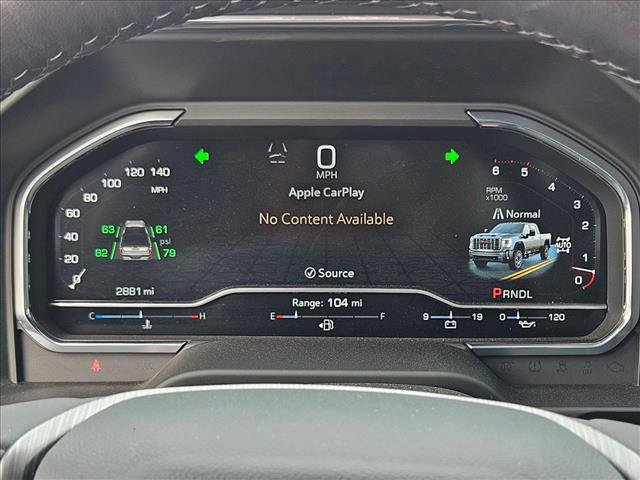 0
MPH
Apple CarPlay
No Content Available
Source
0 20 40 60 80 100 120 140
MPH
63 61
psi
62 79
2881 mi
6 5 4 3 2 1 0
RPM
x1000
Normal
AUTO
PRNDL
Range: 104 mi
C H
E F
9 19
0 120